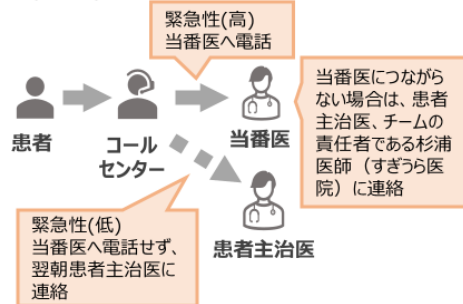 緊急性(高)
当番医へ電話
患者
コール
センター
当番医
当番医につながら
ない場合は、患者
主治医、チームの
責任者である杉浦
医師（すぎうら医
院）に連絡
患者主治医
緊急性(低)
当番医へ電話せず、
翌朝患者主治医に
連絡